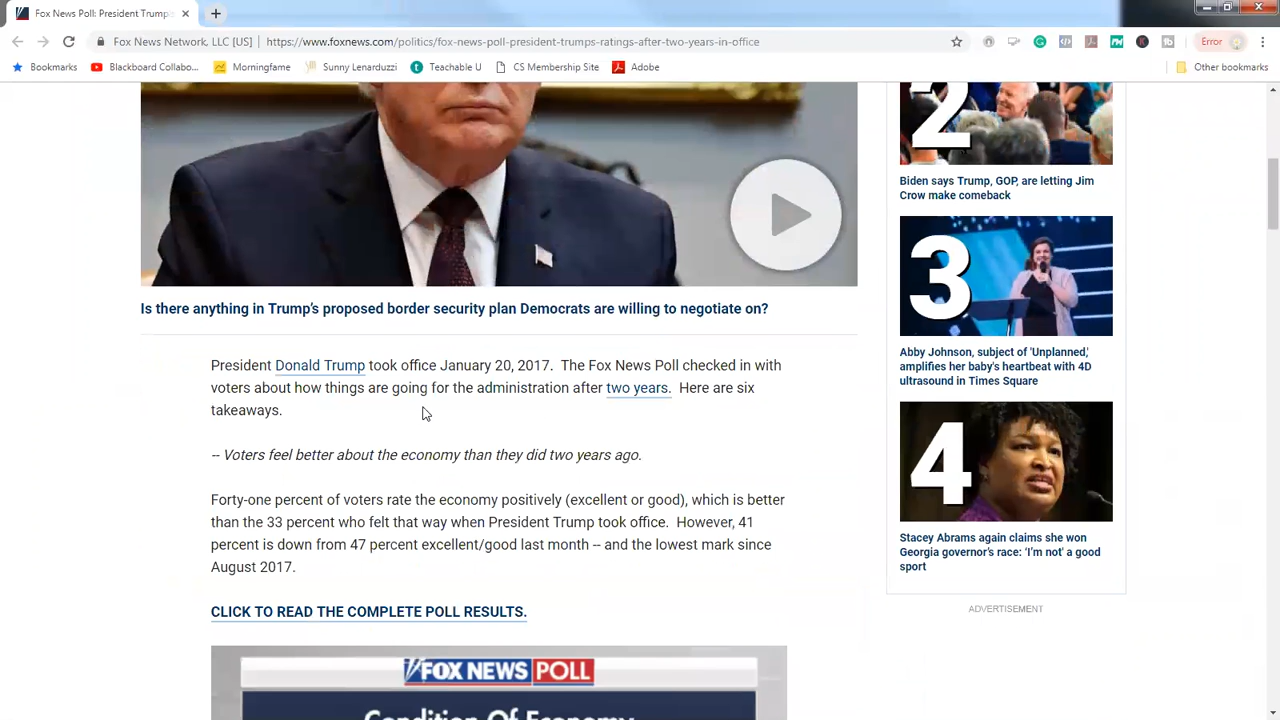 Fox News Poll: President Trump's
Fox News Network, LLC [US] | https://www.foxnews.com/politics/fox-news-poll-president-trumps-ratings-after-two-years-in-office
Error
Bookmarks
Blackboard Collabo...
Morningfame
Sunny Lenarduzzi
Teachable U
CS Membership Site
Adobe
Other bookmarks
2
Biden says Trump, GOP, are letting Jim
Crow make comeback
3
Abby Johnson, subject of 'Unplanned,'
amplifies her baby's heartbeat with 4D
ultrasound in Times Square
4
Stacey Abrams again claims she won
Georgia governor's race: 'I'm not' a good
sport
ADVERTISEMENT
Is there anything in Trump's proposed border security plan Democrats are willing to negotiate on?
President Donald Trump took office January 20, 2017. The Fox News Poll checked in with
voters about how things are going for the administration after two years. Here are six
takeaways.
-- Voters feel better about the economy than they did two years ago.
Forty-one percent of voters rate the economy positively (excellent or good), which is better
than the 33 percent who felt that way when President Trump took office. However, 41
percent is down from 47 percent excellent/good last month -- and the lowest mark since
August 2017.
CLICK TO READ THE COMPLETE POLL RESULTS.
FOX NEWS POLL
Condition Of Economy